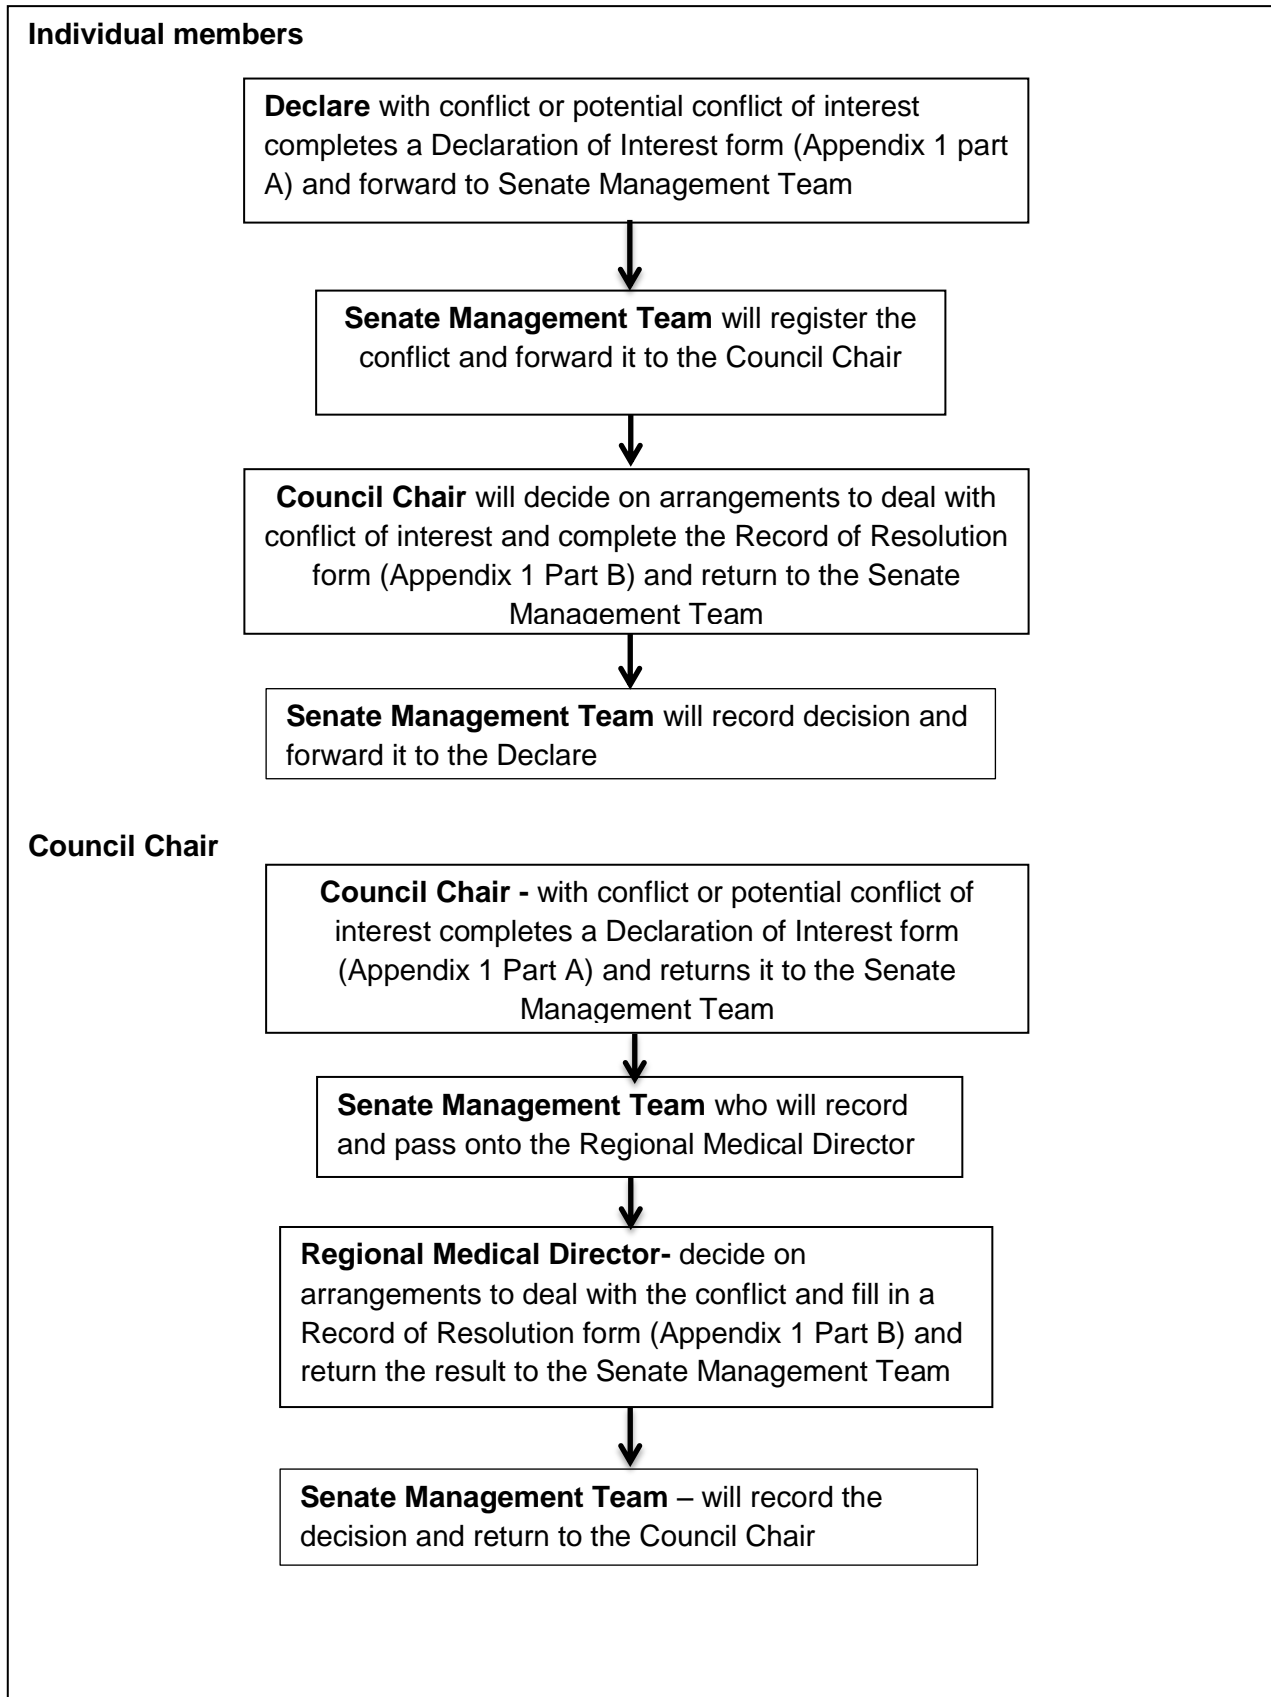 Individual members
Declare with conflict or potential conflict of interest
completes a Declaration of Interest form (Appendix 1 part
A) and forward to Senate Management Team
Senate Management Team will register the
conflict and forward it to the Council Chair
Council Chair will decide on arrangements to deal with
conflict of interest and complete the Record of Resolution
form (Appendix 1 Part B) and return to the Senate
Management Team
Senate Management Team will record decision and
forward it to the Declare
Council Chair
Council Chair - with conflict or potential conflict of
interest completes a Declaration of Interest form
(Appendix 1 Part A) and returns it to the Senate
Management Team
Senate Management Team who will record
and pass onto the Regional Medical Director
Regional Medical Director- decide on
arrangements to deal with the conflict and fill in a
Record of Resolution form (Appendix 1 Part B) and
return the result to the Senate Management Team
Senate Management Team – will record the
decision and return to the Council Chair